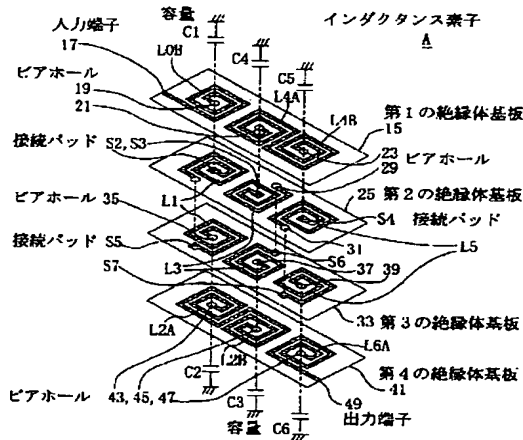 容量
インダクタンス素子
A
入力端子
C1
C4
C5
17
L0B
L4A
L4B
ビアホール
19
21
第1の絶縁体基板
15
接続パッド
S2,S3
23
ビアホール
29
25 第2の絶縁体基板
L1
S4 接続パッド
ビアホール 35
31
L5
接続パッド S5
S6
S7
L3
37 39
33 第3の絶縁体基板
L2A
L2B
L6A
第4の絶縁体基板
41
ビアホール
43,45,47
C2
C3
容量
C6
49
出力端子